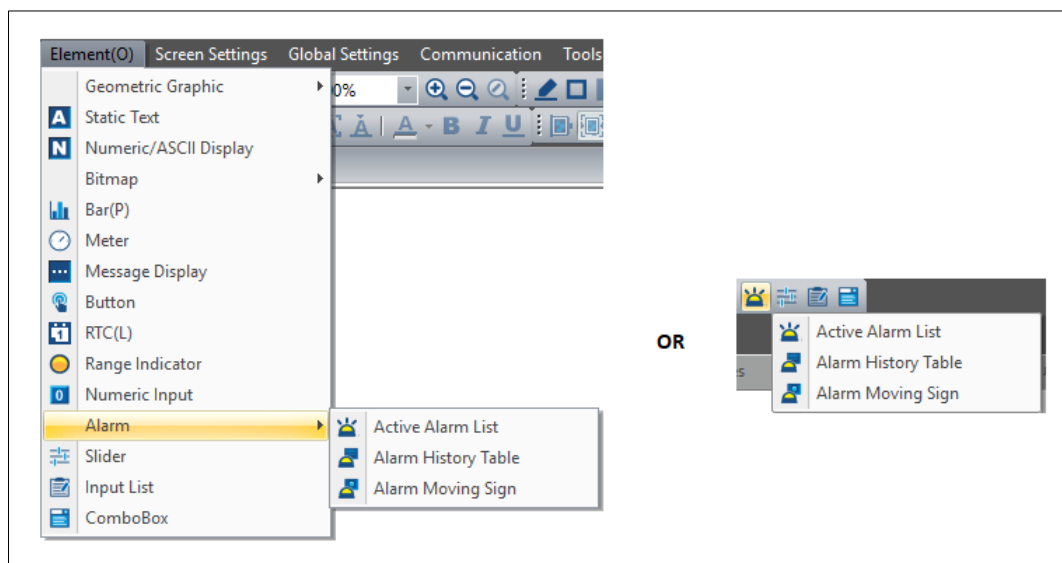 Element(O) Screen Settings Global Settings Communication Tools
Geometric Graphic
0%
A Static Text
A B I U
N Numeric/ASCII Display
Bitmap
Bar(P)
Meter
Message Display
Button
1 RTC(L)
Range Indicator
0 Numeric Input
Alarm
Slider
Input List
ComboBox
Active Alarm List
Alarm History Table
Alarm Moving Sign
OR
Active Alarm List
Alarm History Table
Alarm Moving Sign